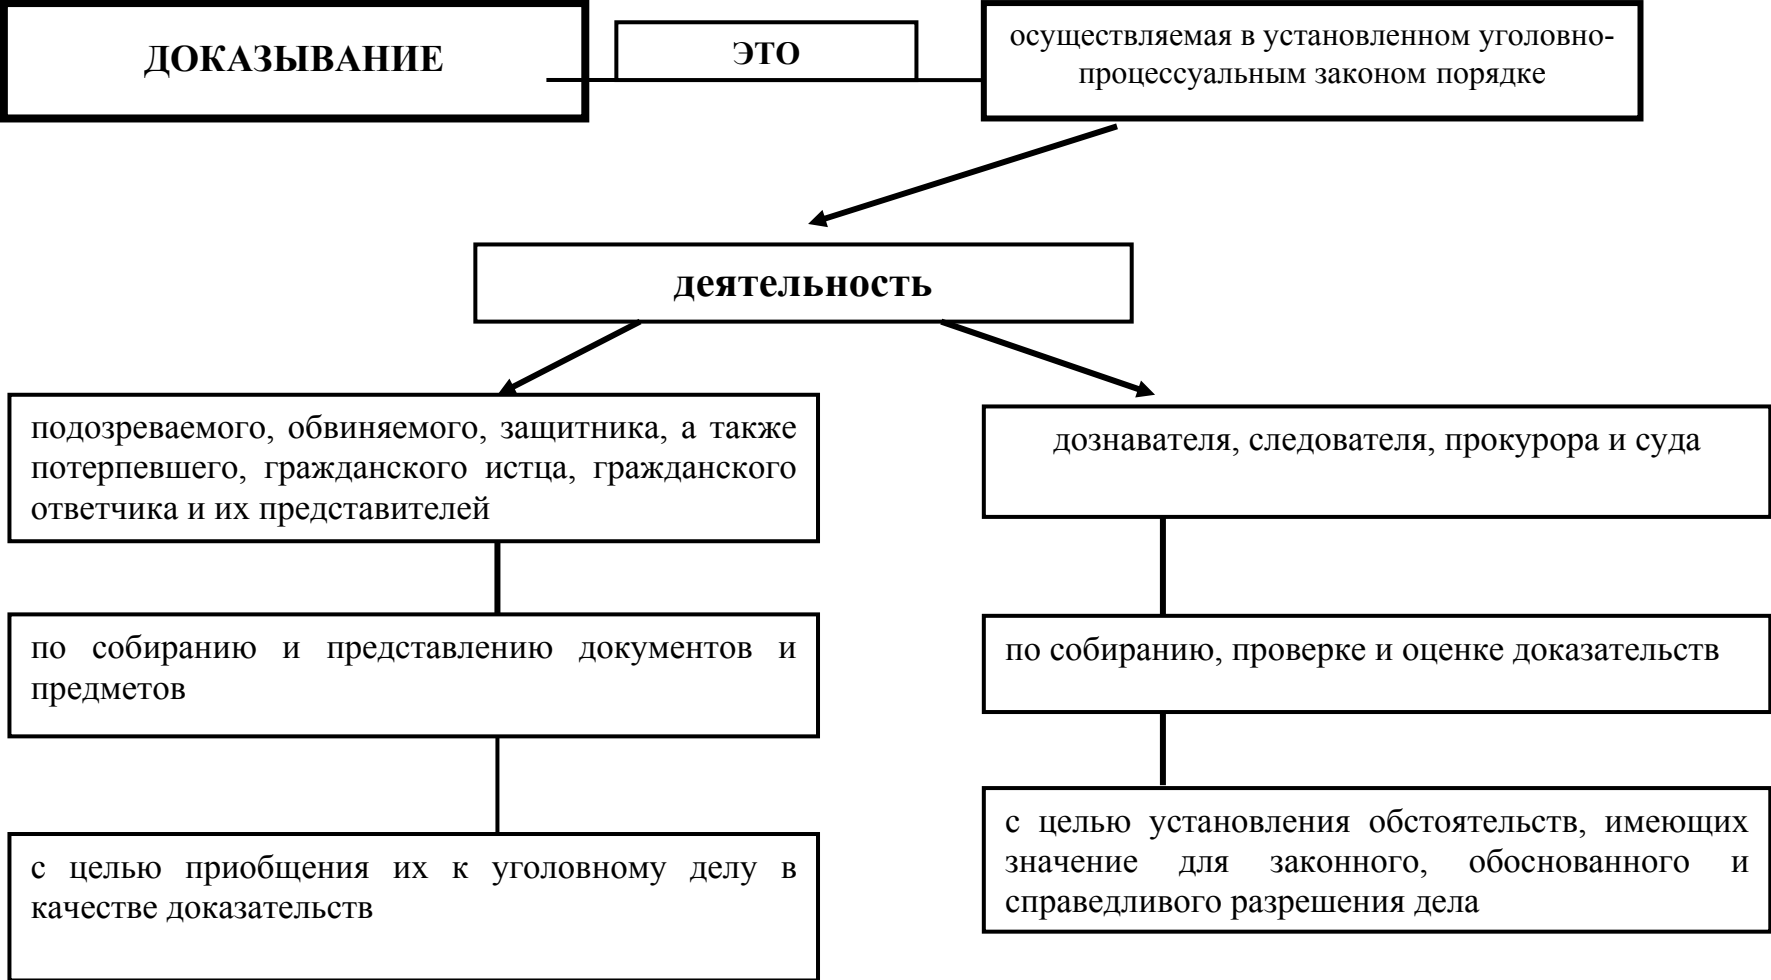 ДОКАЗЫВАНИЕ
ЭТО
осуществляемая в установленном уголовно-
процессуальным законом порядке
деятельность
подозреваемого, обвиняемого, защитника, а также
потерпевшего, гражданского истца, гражданского
ответчика и их представителей
по собиранию и представлению документов и
предметов
с целью приобщения их к уголовному делу в
качестве доказательств
дознавателя, следователя, прокурора и суда
по собиранию, проверке и оценке доказательств
с целью установления обстоятельств, имеющих
значение для законного, обоснованного и
справедливого разрешения дела